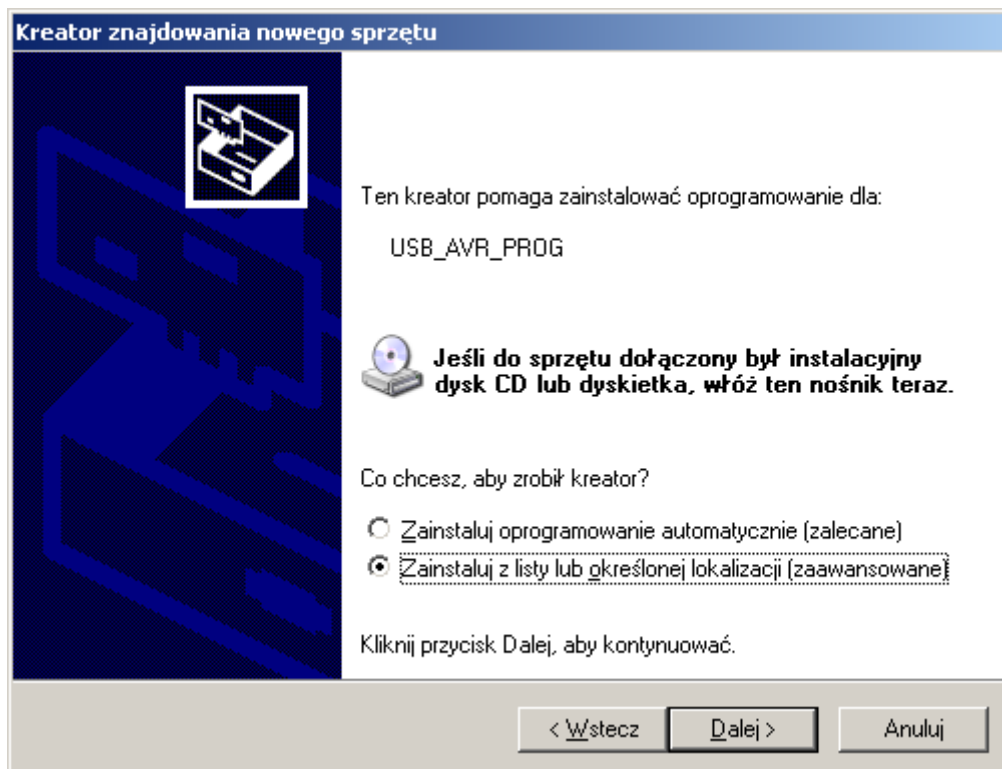 Kreator znajdowania nowego sprzętu
Ten kreator pomaga zainstalować oprogramowanie dla:
USB_AVR_PROG
Jeśli do sprzętu dołączony był instalacyjny
dysk CD lub dyskietka, włóż ten nośnik teraz.
Co chcesz, aby zrobił kreator?
Zainstaluj oprogramowanie automatycznie (zalecane)
Zainstaluj z listy lub określonej lokalizacji (zaawansowane)
Kliknij przycisk Dalej, aby kontynuować.
< Wstecz Dalej > Anuluj